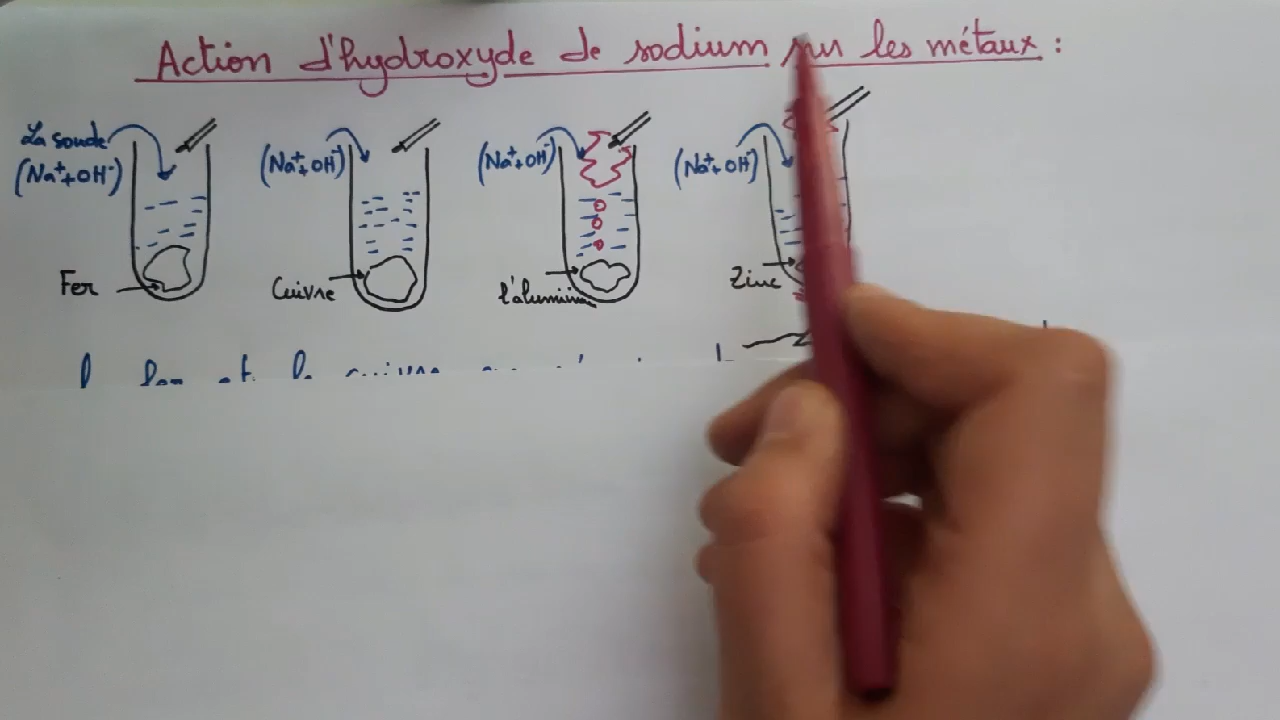 Action d'hydroxyde de sodium sur les métaux :
La soude
(Na⁺+OH⁻)
(Na⁺+OH⁻)
(Na⁺+OH⁻)
(Na⁺+OH⁻)
Fer
Cuivre
l'aluminium
Zinc